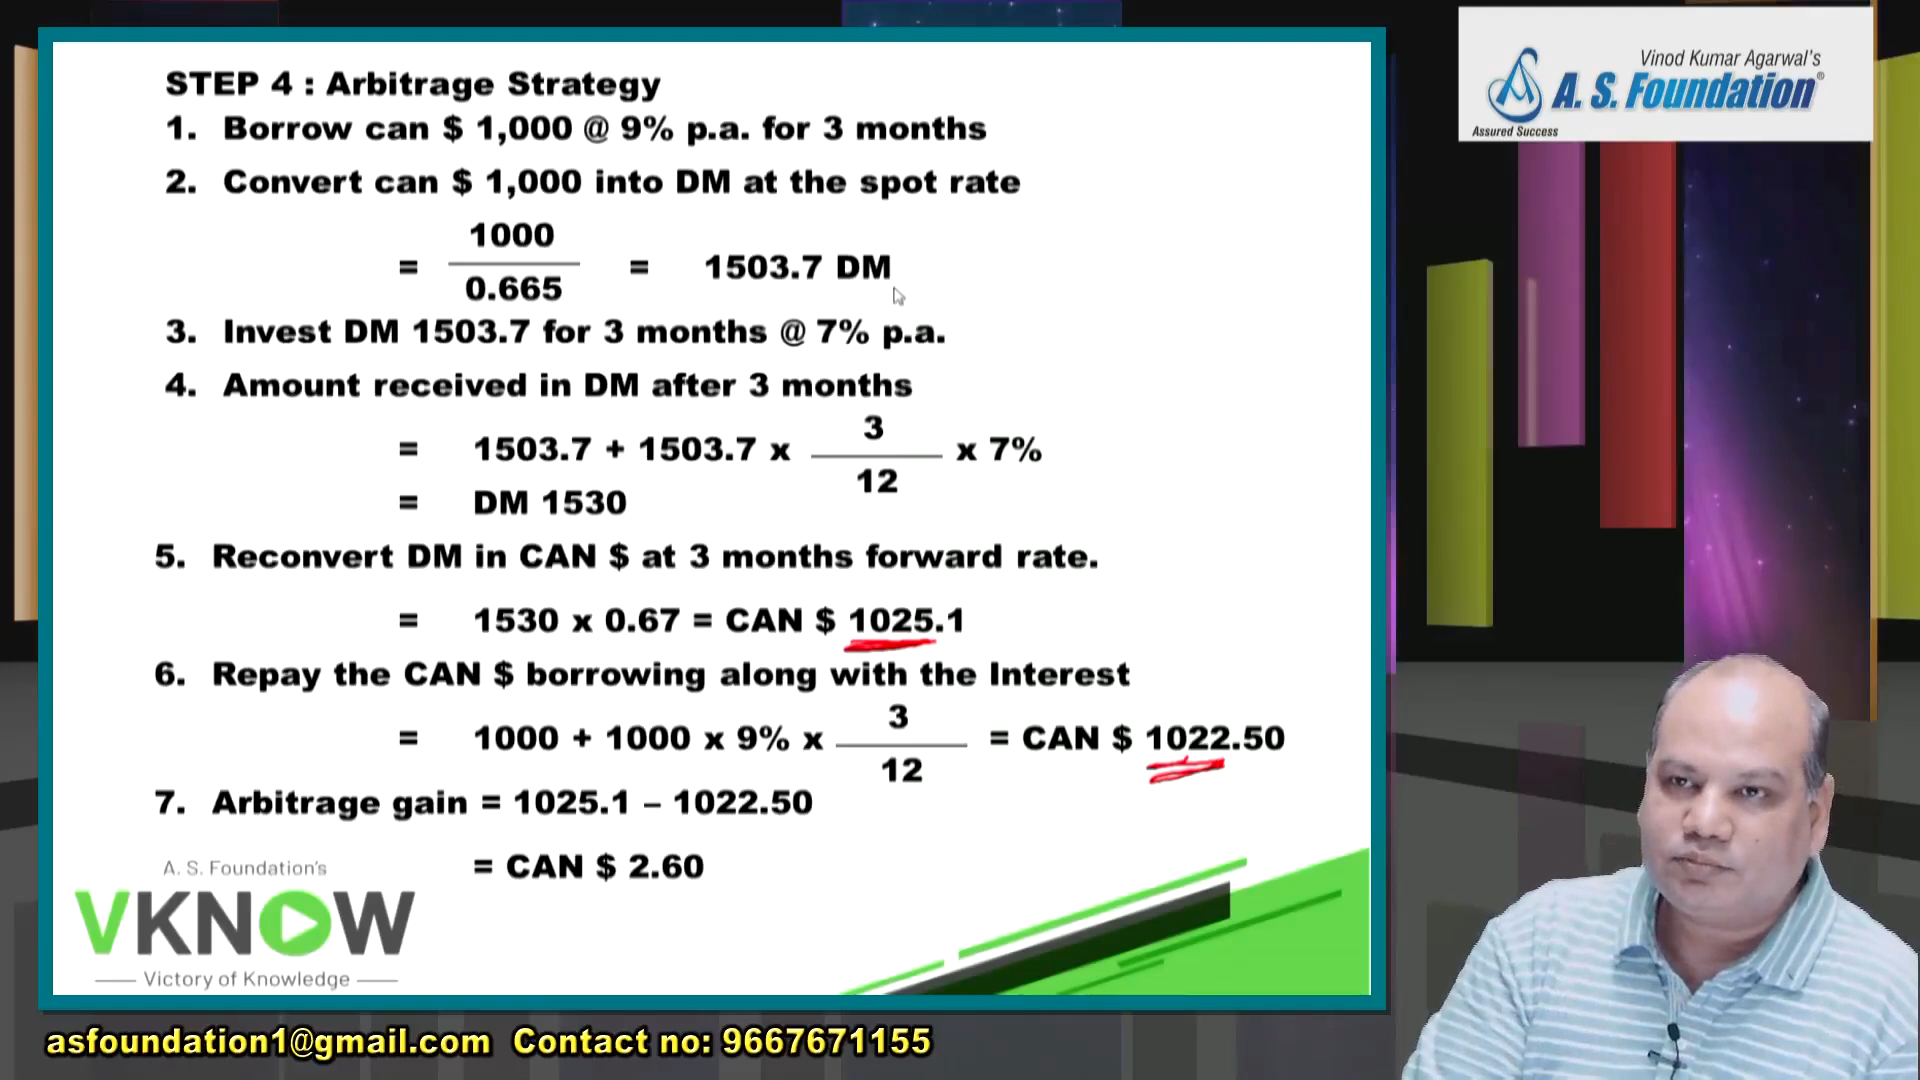 STEP 4 : Arbitrage Strategy
1. Borrow can $ 1,000 @ 9% p.a. for 3 months
2. Convert can $ 1,000 into DM at the spot rate
= 1000 / 0.665 = 1503.7 DM
3. Invest DM 1503.7 for 3 months @ 7% p.a.
4. Amount received in DM after 3 months
= 1503.7 + 1503.7 x 3 / 12 x 7%
= DM 1530
5. Reconvert DM in CAN $ at 3 months forward rate.
= 1530 x 0.67 = CAN $ 1025.1
6. Repay the CAN $ borrowing along with the Interest
= 1000 + 1000 x 9% x 3 / 12 = CAN $ 1022.50
7. Arbitrage gain = 1025.1 – 1022.50
= CAN $ 2.60
A. S. Foundation's
VKNOW
Victory of Knowledge
Vinod Kumar Agarwal's
A. S. Foundation®
Assured Success
asfoundation1@gmail.com Contact no: 9667671155